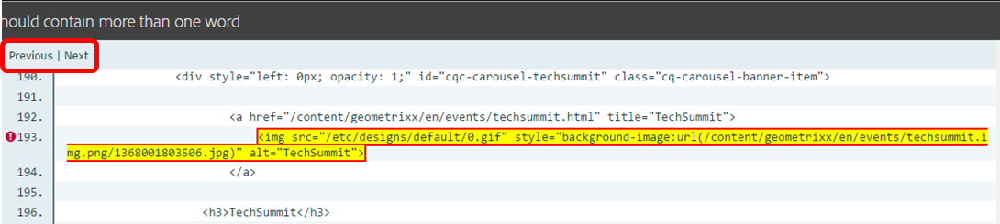 hould contain more than one word
Previous | Next
190. <div style="left: 0px; opacity: 1;" id="cqc-carousel-techsummit" class="cq-carousel-banner-item">
191.
192. <a href="/content/geometrixx/en/events/techsummit.html" title="TechSummit">
193. <img src="/etc/designs/default/0.gif" style="background-image:url(/content/geometrixx/en/events/techsummit.i
mg.png/1368001803506.jpg)" alt="TechSummit">
194. </a>
195.
196. <h3>TechSummit</h3>